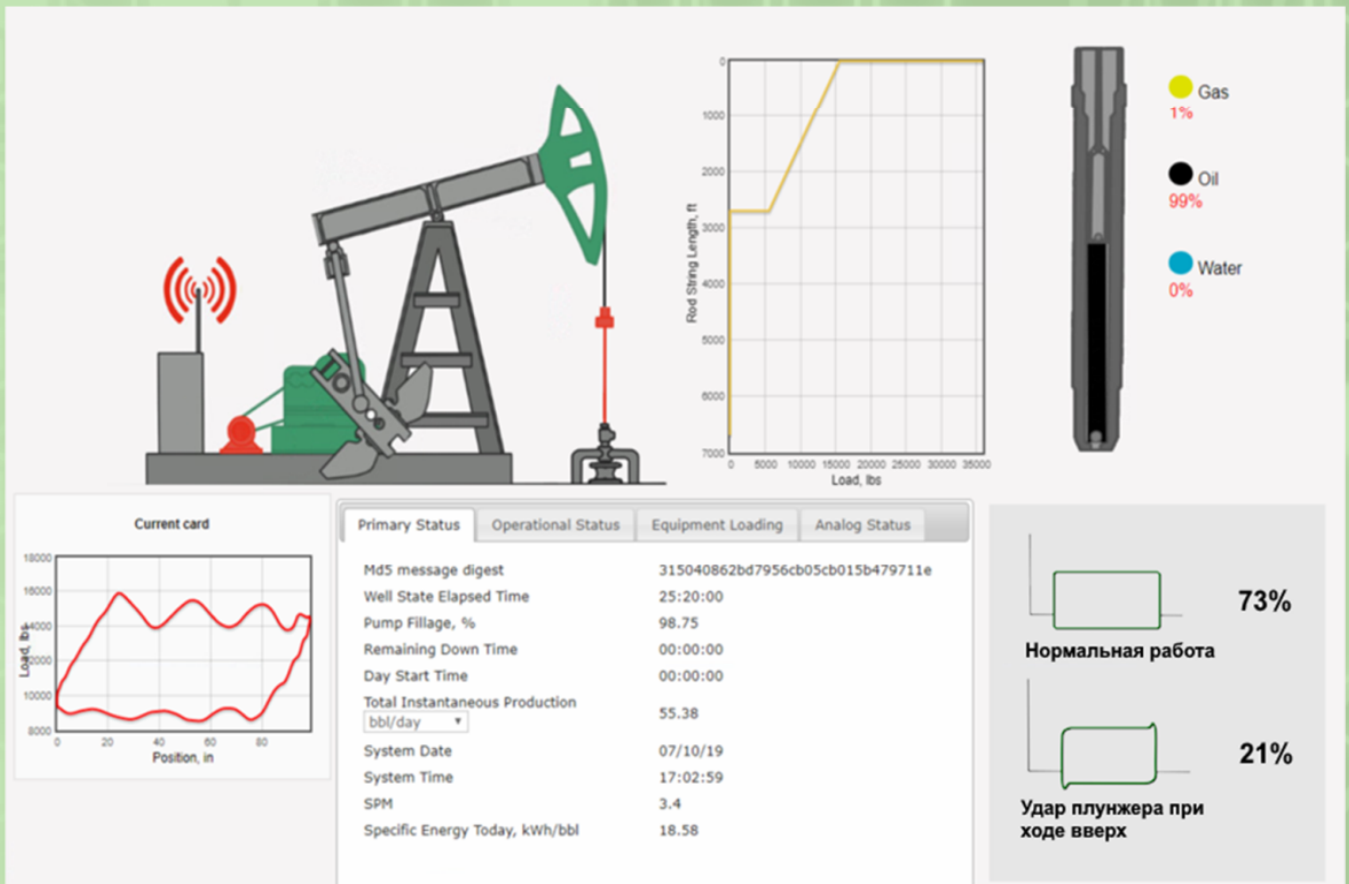 0
1000
2000
3000
4000
5000
6000
7000
Rod String Length, ft
0 5000 10000 15000 20000 25000 30000 35000
Load, lbs
Gas
1%
Oil
99%
Water
0%
Current card
18000
16000
14000
12000
10000
8000
Load, lbs
0 20 40 60 80
Position, in
Primary Status Operational Status Equipment Loading Analog Status
Md5 message digest 315040862bd7956cb05cb015b479711e
Well State Elapsed Time 25:20:00
Pump Fillage, % 98.75
Remaining Down Time 00:00:00
Day Start Time 00:00:00
Total Instantaneous Production
bbl/day 55.38
System Date 07/10/19
System Time 17:02:59
SPM 3.4
Specific Energy Today, kWh/bbl 18.58
73%
Нормальная работа
21%
Удар плунжера при
ходе вверх